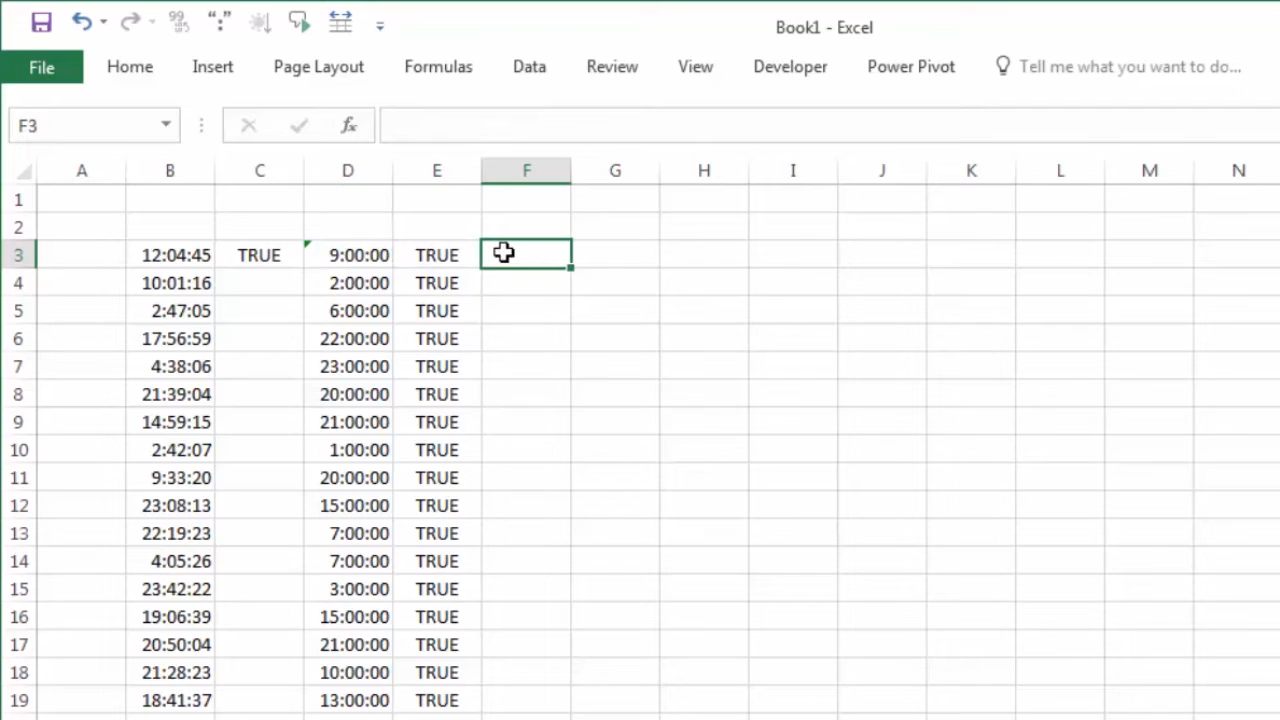 Book1 - Excel
File Home Insert Page Layout Formulas Data Review View Developer Power Pivot Tell me what you want to do...
F3 fx
A B C D E F G H I J K L M N
1
2
3 12:04:45 TRUE 9:00:00 TRUE
4 10:01:16 2:00:00 TRUE
5 2:47:05 6:00:00 TRUE
6 17:56:59 22:00:00 TRUE
7 4:38:06 23:00:00 TRUE
8 21:39:04 20:00:00 TRUE
9 14:59:15 21:00:00 TRUE
10 2:42:07 1:00:00 TRUE
11 9:33:20 20:00:00 TRUE
12 23:08:13 15:00:00 TRUE
13 22:19:23 7:00:00 TRUE
14 4:05:26 7:00:00 TRUE
15 23:42:22 3:00:00 TRUE
16 19:06:39 15:00:00 TRUE
17 20:50:04 21:00:00 TRUE
18 21:28:23 10:00:00 TRUE
19 18:41:37 13:00:00 TRUE